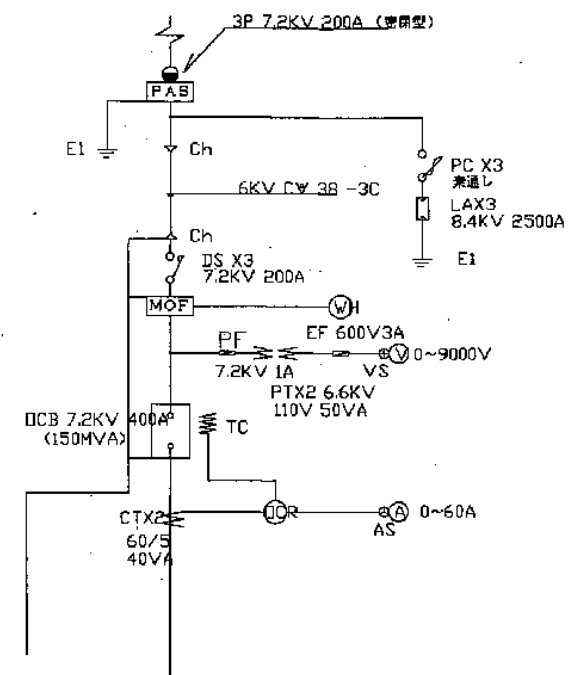 3P 7.2KV 200A (密閉型)
PAS
E1
Ch
PC X3
素通し
6KV CV 38 -3C
LAX3
8.4KV 2500A
Ch
E1
DS X3
7.2KV 200A
MOF
WH
PF
EF 600V3A
V 0~9000V
7.2KV 1A
VS
PTX2 6.6KV
110V 50VA
OCB 7.2KV 400A
(150MVA)
TC
CTX2
OCR
A 0~60A
AS
60/5
40VA